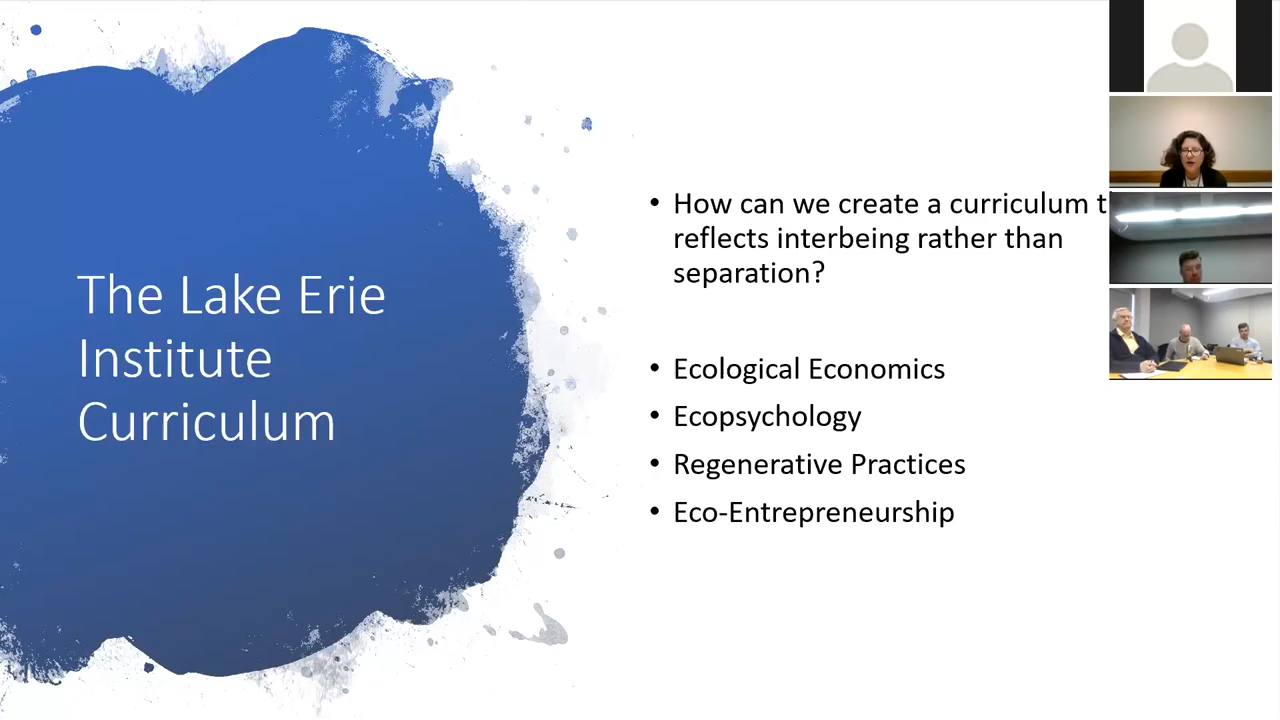 The Lake Erie
Institute
Curriculum
• How can we create a curriculum t
reflects interbeing rather than
separation?
• Ecological Economics
• Ecopsychology
• Regenerative Practices
• Eco-Entrepreneurship